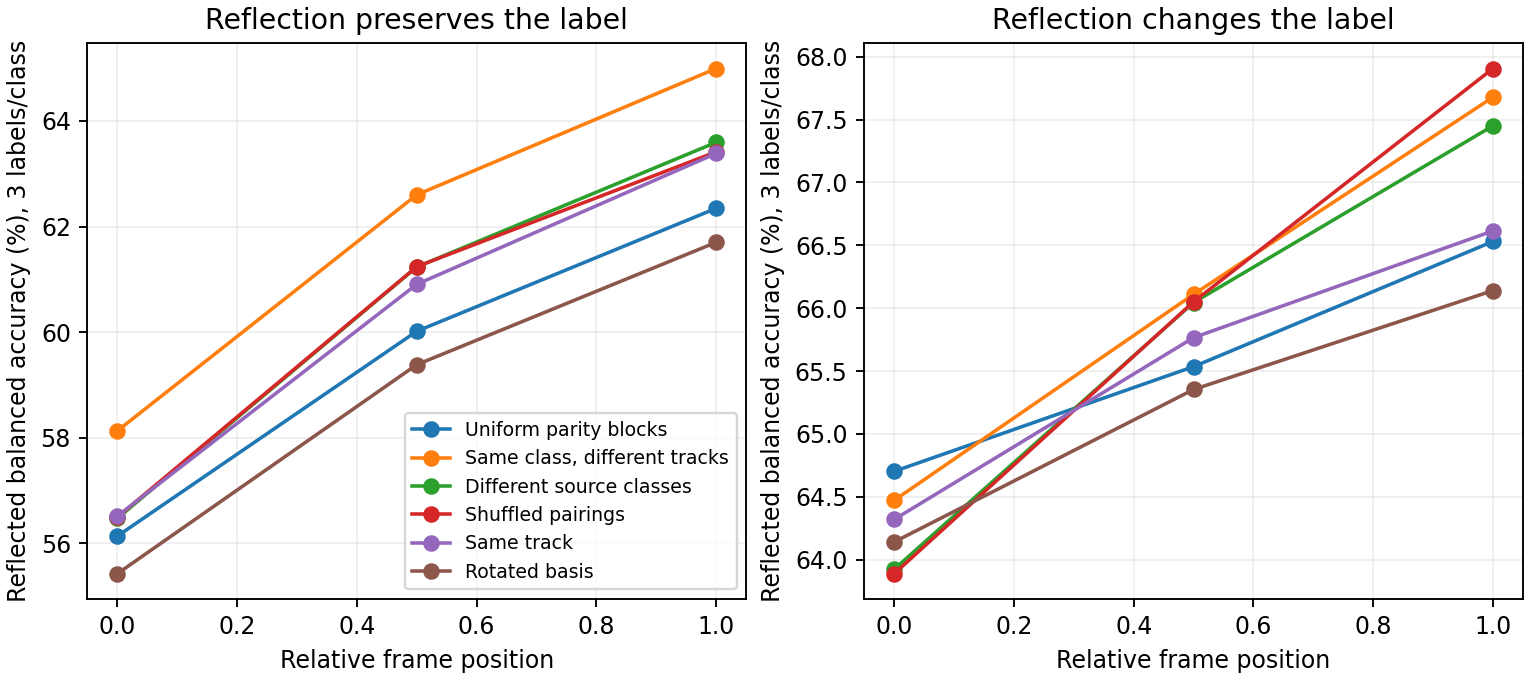 Reflection preserves the label
Reflected balanced accuracy (%), 3 labels/class
64
62
60
58
56
Uniform parity blocks
Same class, different tracks
Different source classes
Shuffled pairings
Same track
Rotated basis
0.0 0.2 0.4 0.6 0.8 1.0
Relative frame position
Reflection changes the label
Reflected balanced accuracy (%), 3 labels/class
68.0
67.5
67.0
66.5
66.0
65.5
65.0
64.5
64.0
0.0 0.2 0.4 0.6 0.8 1.0
Relative frame position